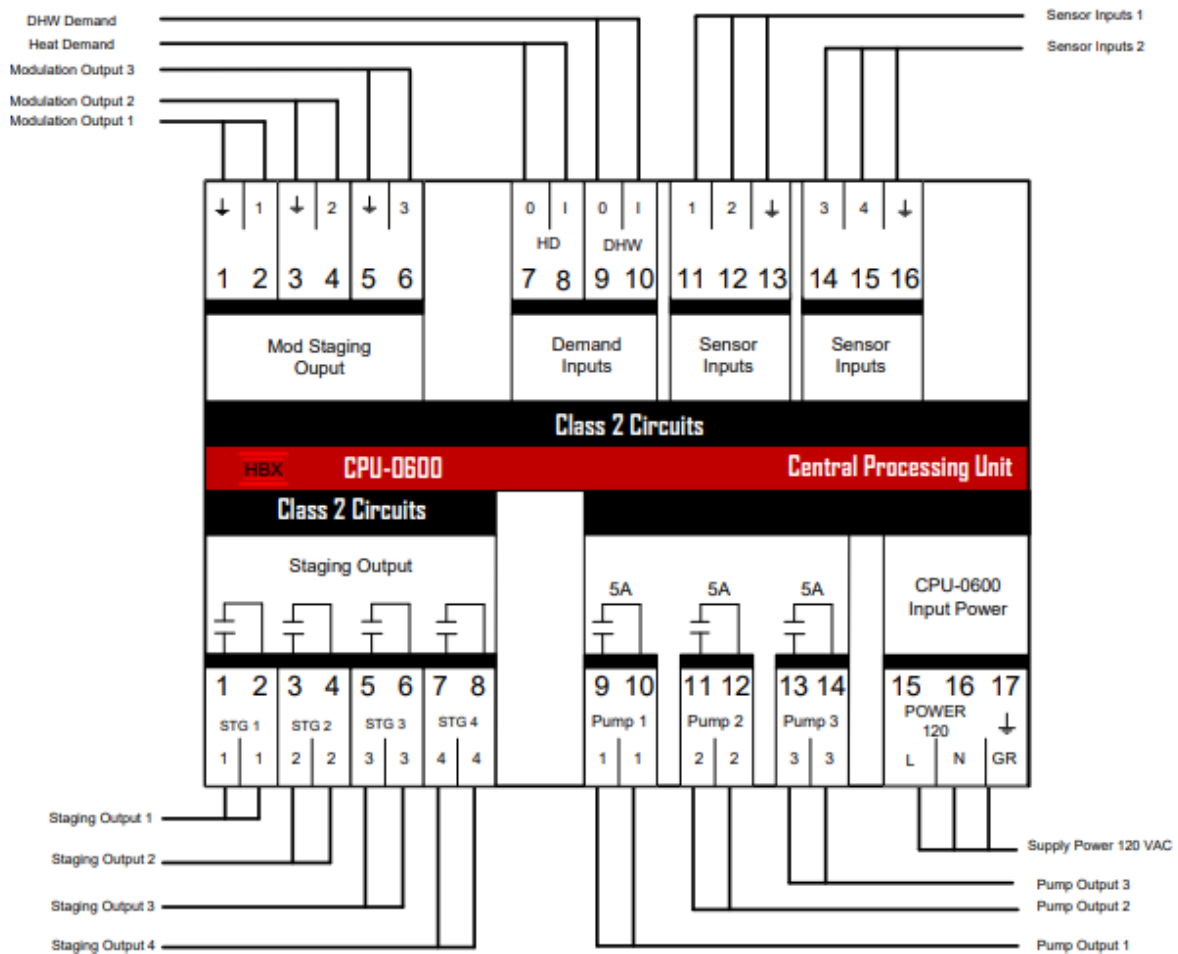 DHW Demand
Heat Demand
Modulation Output 3
Modulation Output 2
Modulation Output 1
Sensor Inputs 1
Sensor Inputs 2
1 2 3
0 I 0 I
1 2
3 4
HD DHW
1 2 3 4 5 6
7 8 9 10
11 12 13
14 15 16
Mod Staging
Ouput
Demand
Inputs
Sensor
Inputs
Sensor
Inputs
Class 2 Circuits
HBX CPU-0600 Central Processing Unit
Class 2 Circuits
Staging Output
5A 5A 5A
CPU-0600
Input Power
1 2 3 4 5 6 7 8
9 10 11 12 13 14
15 16 17
STG 1 STG 2 STG 3 STG 4
Pump 1 Pump 2 Pump 3
POWER
120
1 1 2 2 3 3 4 4
1 1 2 2 3 3
L N GR
Staging Output 1
Staging Output 2
Staging Output 3
Staging Output 4
Supply Power 120 VAC
Pump Output 3
Pump Output 2
Pump Output 1